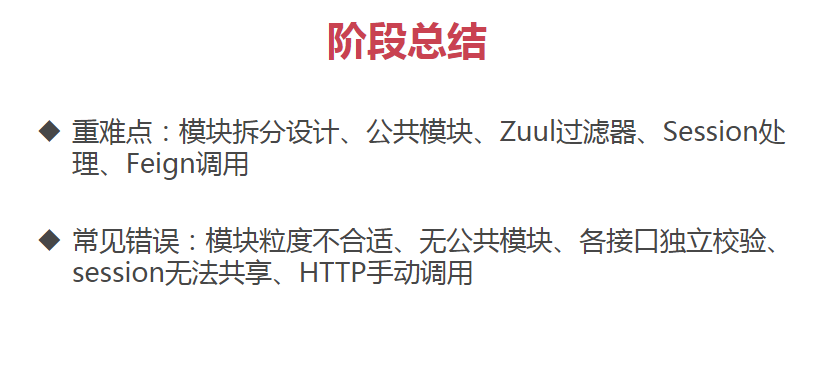 阶段总结
◆ 重难点：模块拆分设计、公共模块、Zuul过滤器、Session处
理、Feign调用
◆ 常见错误：模块粒度不合适、无公共模块、各接口独立校验、
session无法共享、HTTP手动调用